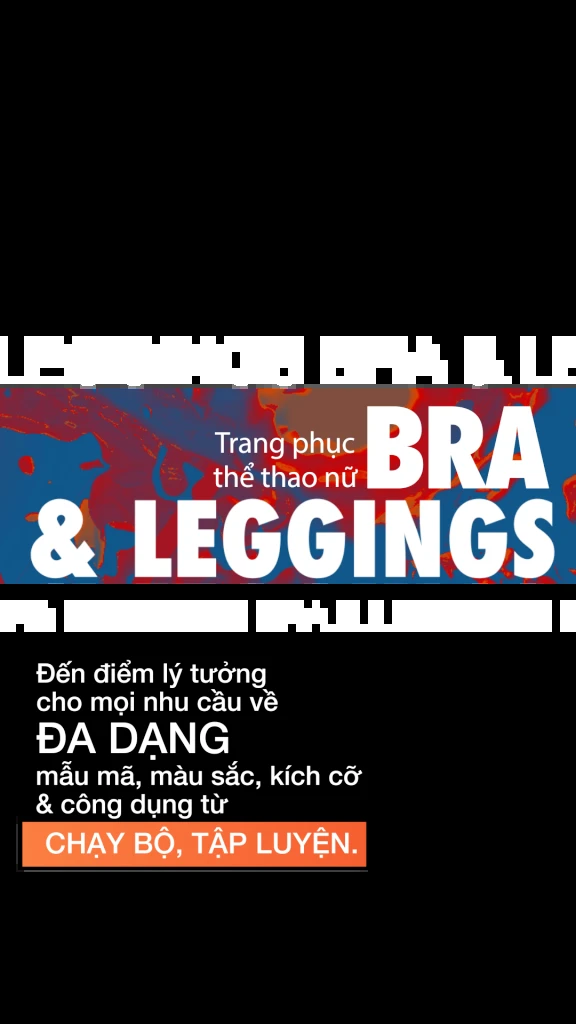 Trang phục
thể thao nữ BRA
& LEGGINGS
Đến điểm lý tưởng
cho mọi nhu cầu về
ĐA DẠNG
mẫu mã, màu sắc, kích cỡ
& công dụng từ
CHẠY BỘ, TẬP LUYỆN.